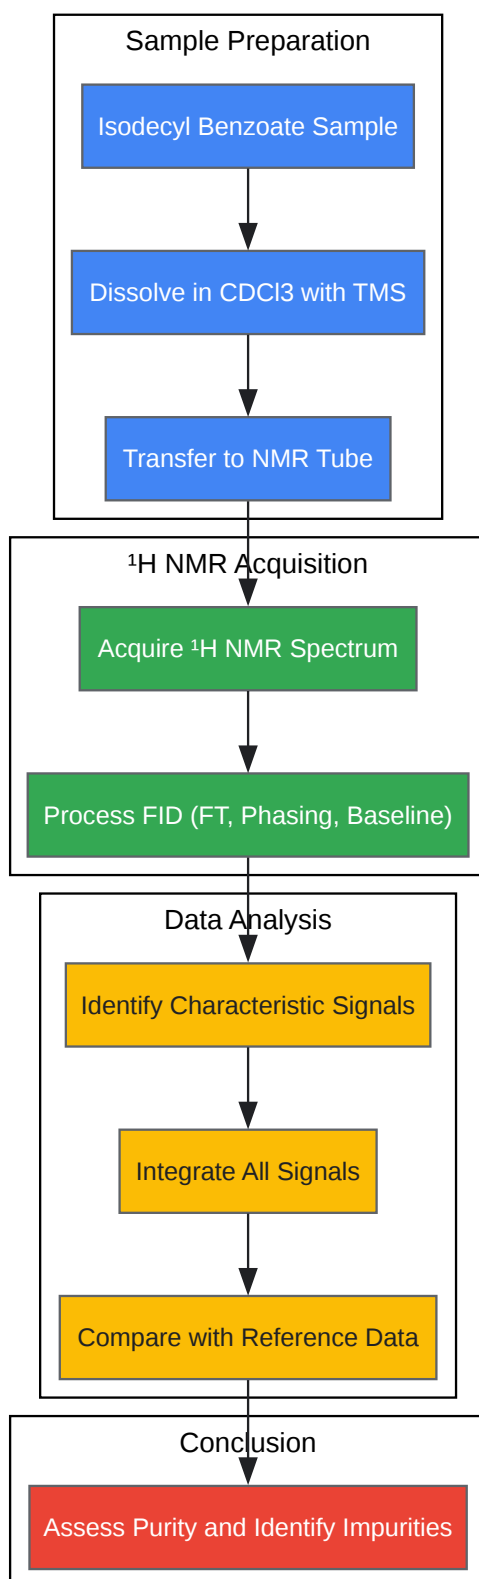 Sample Preparation
Isodecyl Benzoate Sample
Dissolve in CDCl3 with TMS
Transfer to NMR Tube
¹H NMR Acquisition
Acquire ¹H NMR Spectrum
Process FID (FT, Phasing, Baseline)
Data Analysis
Identify Characteristic Signals
Integrate All Signals
Compare with Reference Data
Conclusion
Assess Purity and Identify Impurities